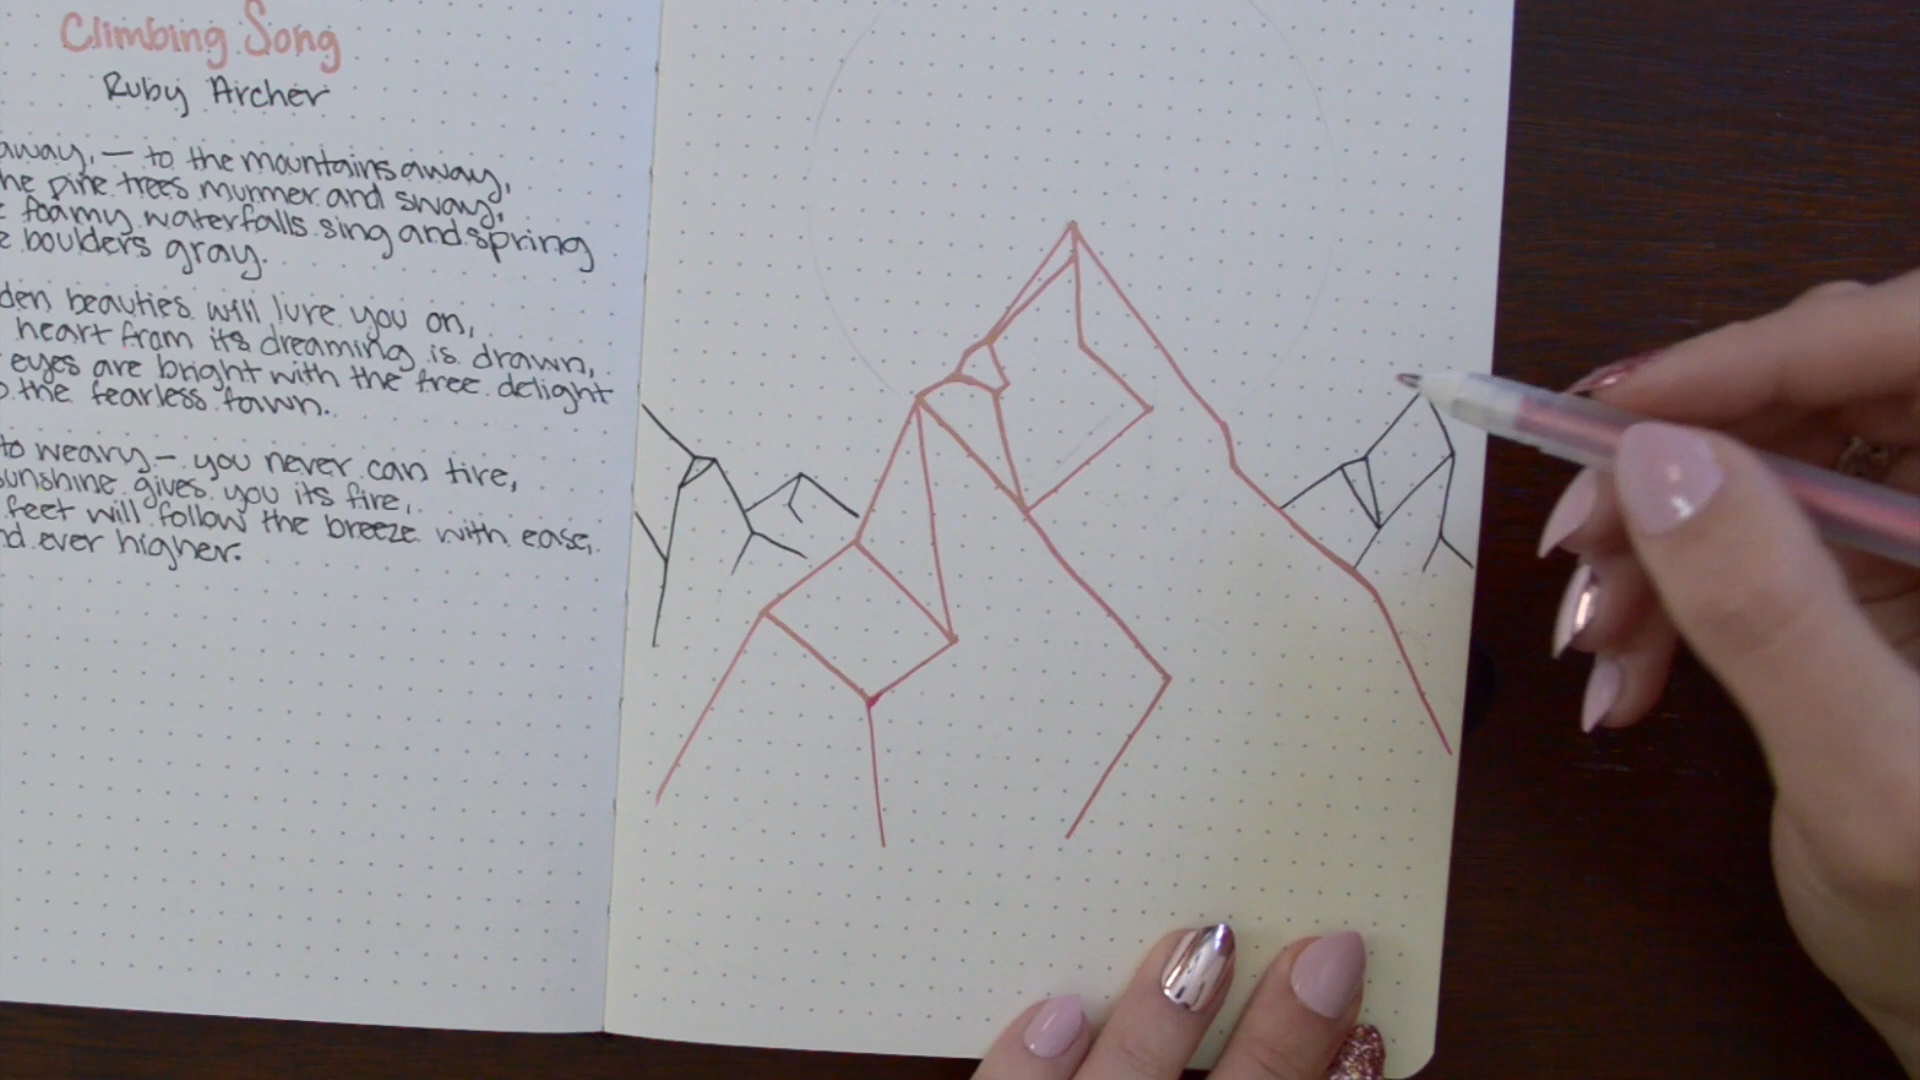 Climbing Song
Ruby Archer
away, — to the mountains away,
he pine trees murmer and sway,
foamy waterfalls sing and spring
boulders gray.
den beauties will lure you on,
heart from its dreaming is drawn,
eyes are bright with the free delight
o the fearless fawn.
to weary — you never can tire,
sunshine gives you its fire,
feet will follow the breeze with ease,
nd ever higher.